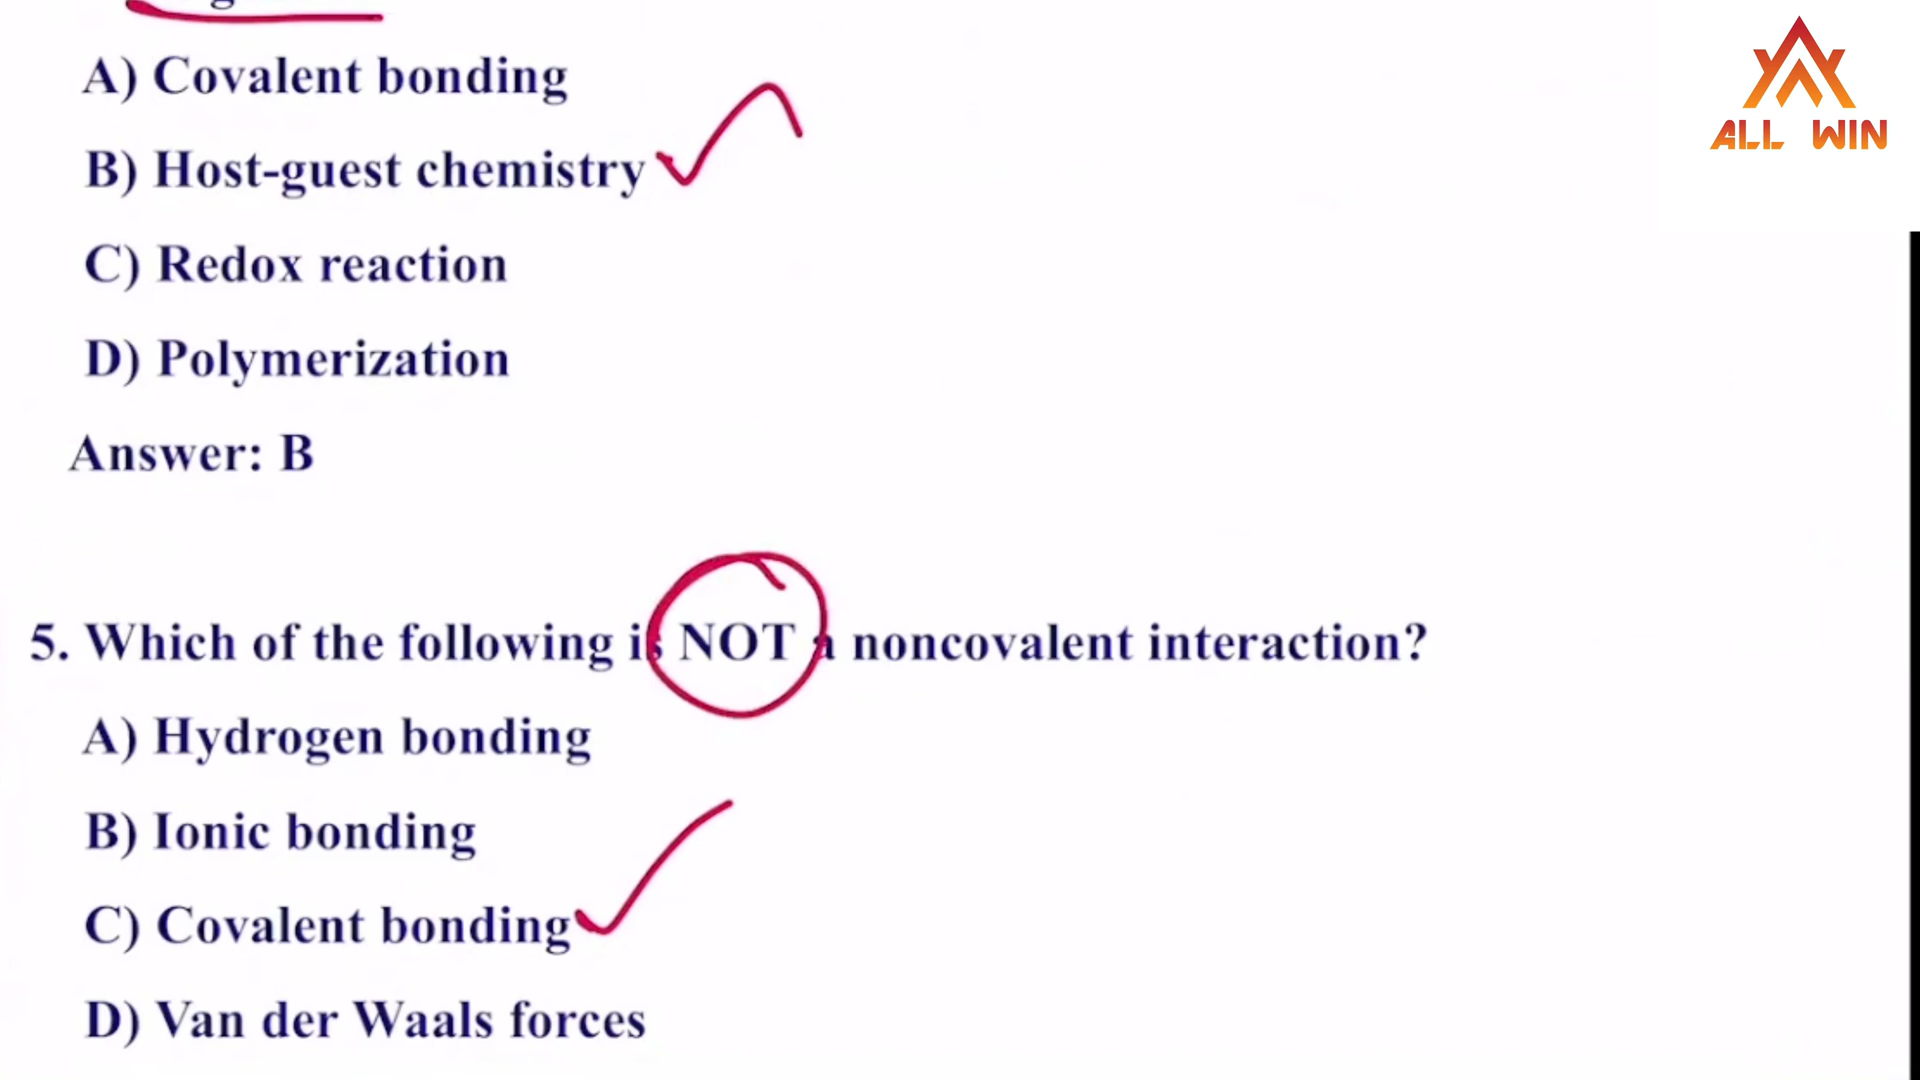 A) Covalent bonding
B) Host-guest chemistry
C) Redox reaction
D) Polymerization
Answer: B
5. Which of the following is NOT a noncovalent interaction?
A) Hydrogen bonding
B) Ionic bonding
C) Covalent bonding
D) Van der Waals forces
ALL WIN